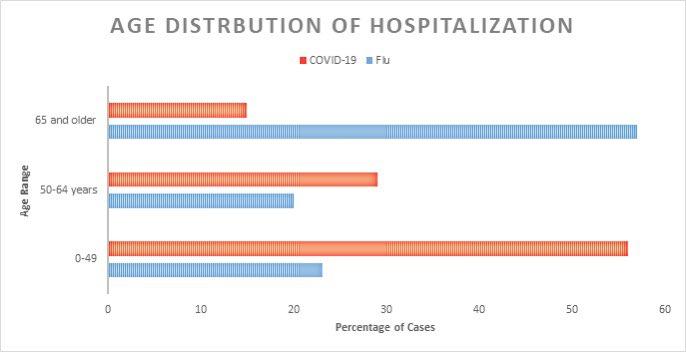 AGE DISTRBUTION OF HOSPITALIZATION
COVID-19 Flu
65 and older
50-64 years
0-49
Age Range
0 10 20 30 40 50 60
Percentage of Cases